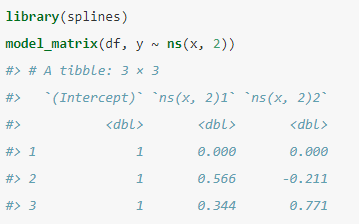 library(splines)
model_matrix(df, y ~ ns(x, 2))
#> # A tibble: 3 × 3
#>   `(Intercept)` `ns(x, 2)1` `ns(x, 2)2`
#>           <dbl>       <dbl>       <dbl>
#> 1             1       0.000       0.000
#> 2             1       0.566      -0.211
#> 3             1       0.344       0.771